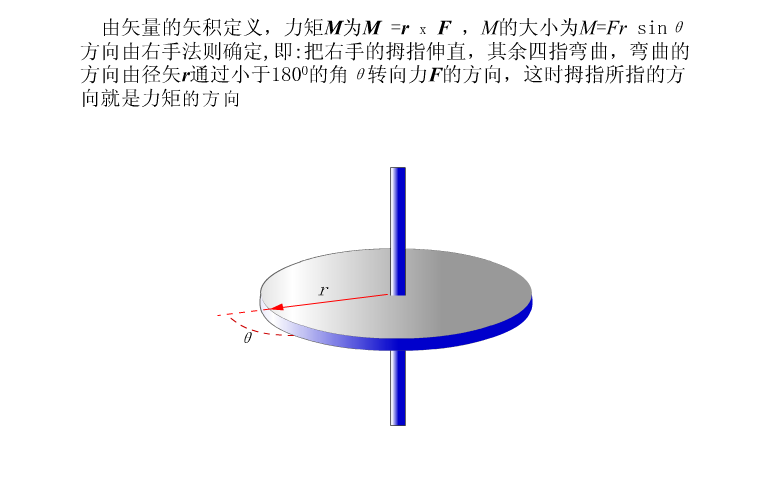 由矢量的矢积定义，力矩M为M =r x F ，M的大小为M=Fr sin θ
方向由右手法则确定,即:把右手的拇指伸直，其余四指弯曲，弯曲的
方向由径矢r通过小于180⁰的角 θ转向力F的方向，这时拇指所指的方
向就是力矩的方向
r
θ